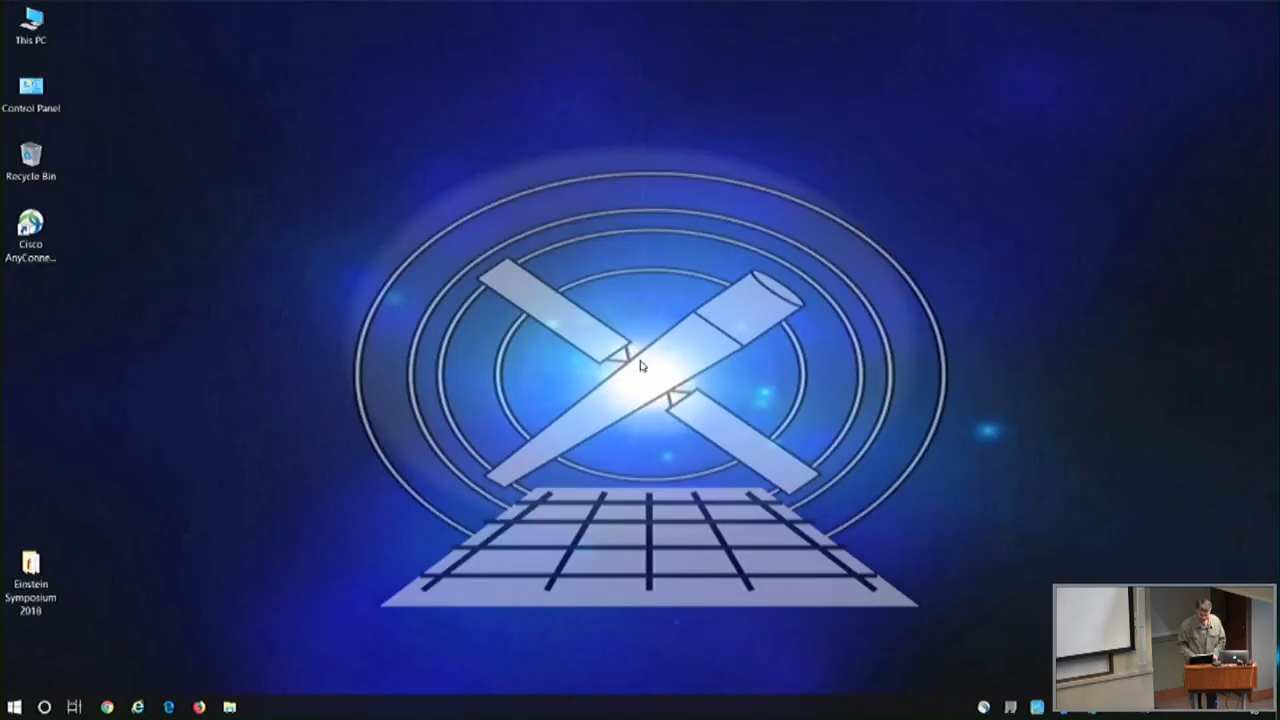 This PC
Control Panel
Recycle Bin
Cisco
AnyConne...
Einstein
Symposium
2018